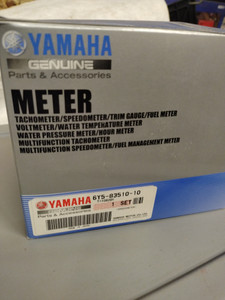 YAMAHA
GENUINE
Parts & Accessories
METER
TACHOMETER/SPEEDOMETER/TRIM GAUGE/FUEL METER
VOLTMETER/WATER TEMPERATURE METER
WATER PRESSURE METER/HOUR METER
MULTIFUNCTION TACHOMETER
MULTIFUNCTION SPEEDOMETER/FUEL MANAGEMENT METER
YAMAHA 6Y5-83510-10
1 SET